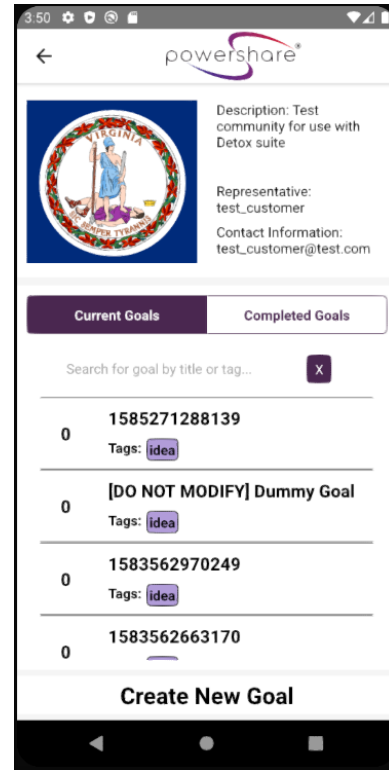 3:50
powershare®
VIRGINIA
SIC SEMPER TYRANNIS
Description: Test
community for use with
Detox suite
Representative:
test_customer
Contact Information:
test_customer@test.com
Current Goals
Completed Goals
Search for goal by title or tag...
X
0
1585271288139
Tags: idea
0
[DO NOT MODIFY] Dummy Goal
Tags: idea
0
1583562970249
Tags: idea
0
1583562663170
Create New Goal